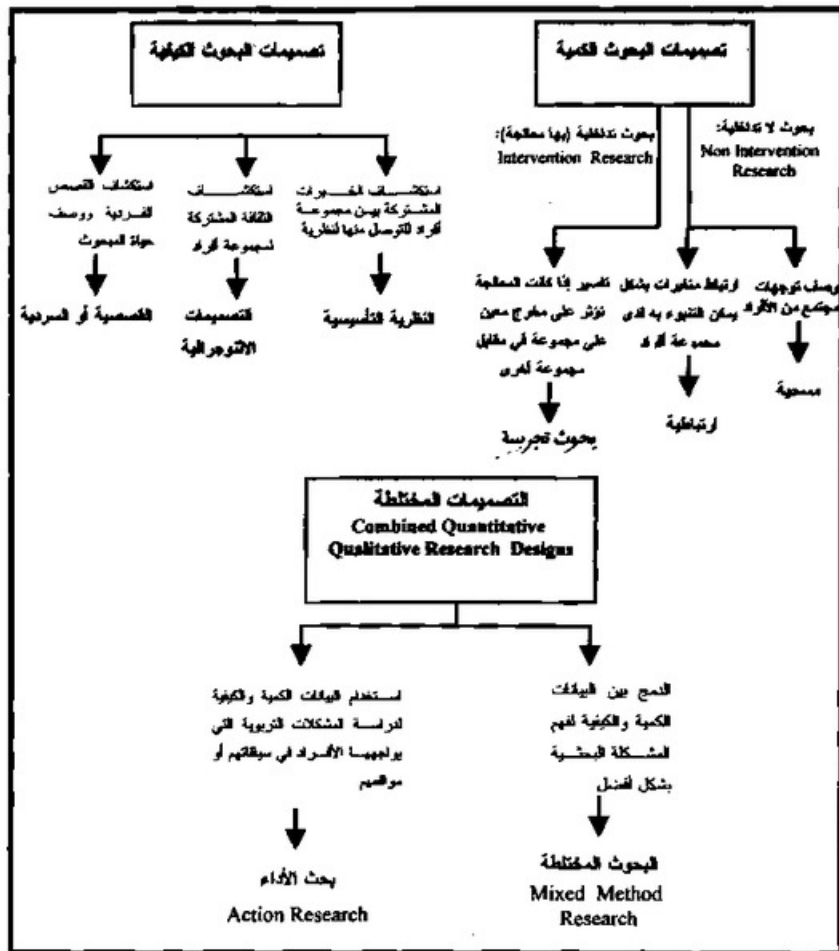 تصميمات البحوث الكمية
بحوث لا تدخلية:
Non Intervention
Research
بحوث تدخلية (بها معالجة):
Intervention Research
وصف توجهات
مجتمع من الأفراد
مسحية
ارتباط متغيرات بشكل
يمكن التنبوء به لدى
مجموعة أفراد
ارتباطية
تفسير إذا كانت المعالجة
تؤثر على مخرج معين
على مجموعة في مقابل
مجموعة أخرى
بحوث تجريبية
تصميمات البحوث الكيفية
استكشاف الخبرات
المشتركة بين مجموعة
أفراد للتوصل منها لنظرية
النظرية التأسيسية
استكشاف
الثقافة المشتركة
لمجموعة أفراد
التصميمات
الاثنوجرافية
استكشاف القصص
الفردية ووصف
حياة المبحوث
القصصية أو السردية
التصميمات المختلطة
Combined Quantitative
Qualitative Research Designs
الدمج بين البيانات
الكمية والكيفية لفهم
المشكلة البحثية
بشكل أفضل
البحوث المختلطة
Mixed Method
Research
استخدام البيانات الكمية والكيفية
لدراسة المشكلات التربوية التي
يواجهها الأفراد في سياقاتهم أو
مواقعهم
بحث الأداء
Action Research